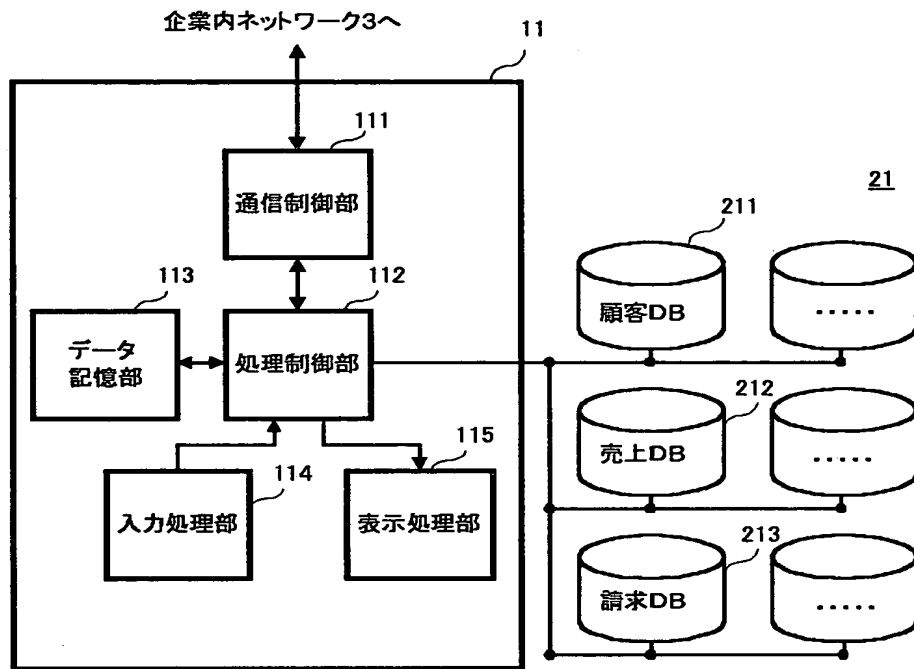 企業内ネットワーク3へ
11
111
通信制御部
21
211
顧客DB
.....
113
112
データ
記憶部
処理制御部
212
売上DB
.....
115
114
入力処理部
表示処理部
213
請求DB
.....